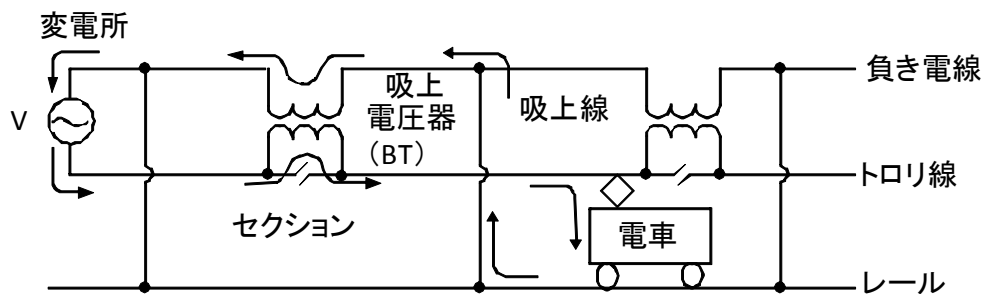 変電所
V
吸上
電圧器
（BT）
吸上線
負き電線
トロリ線
セクション
電車
レール